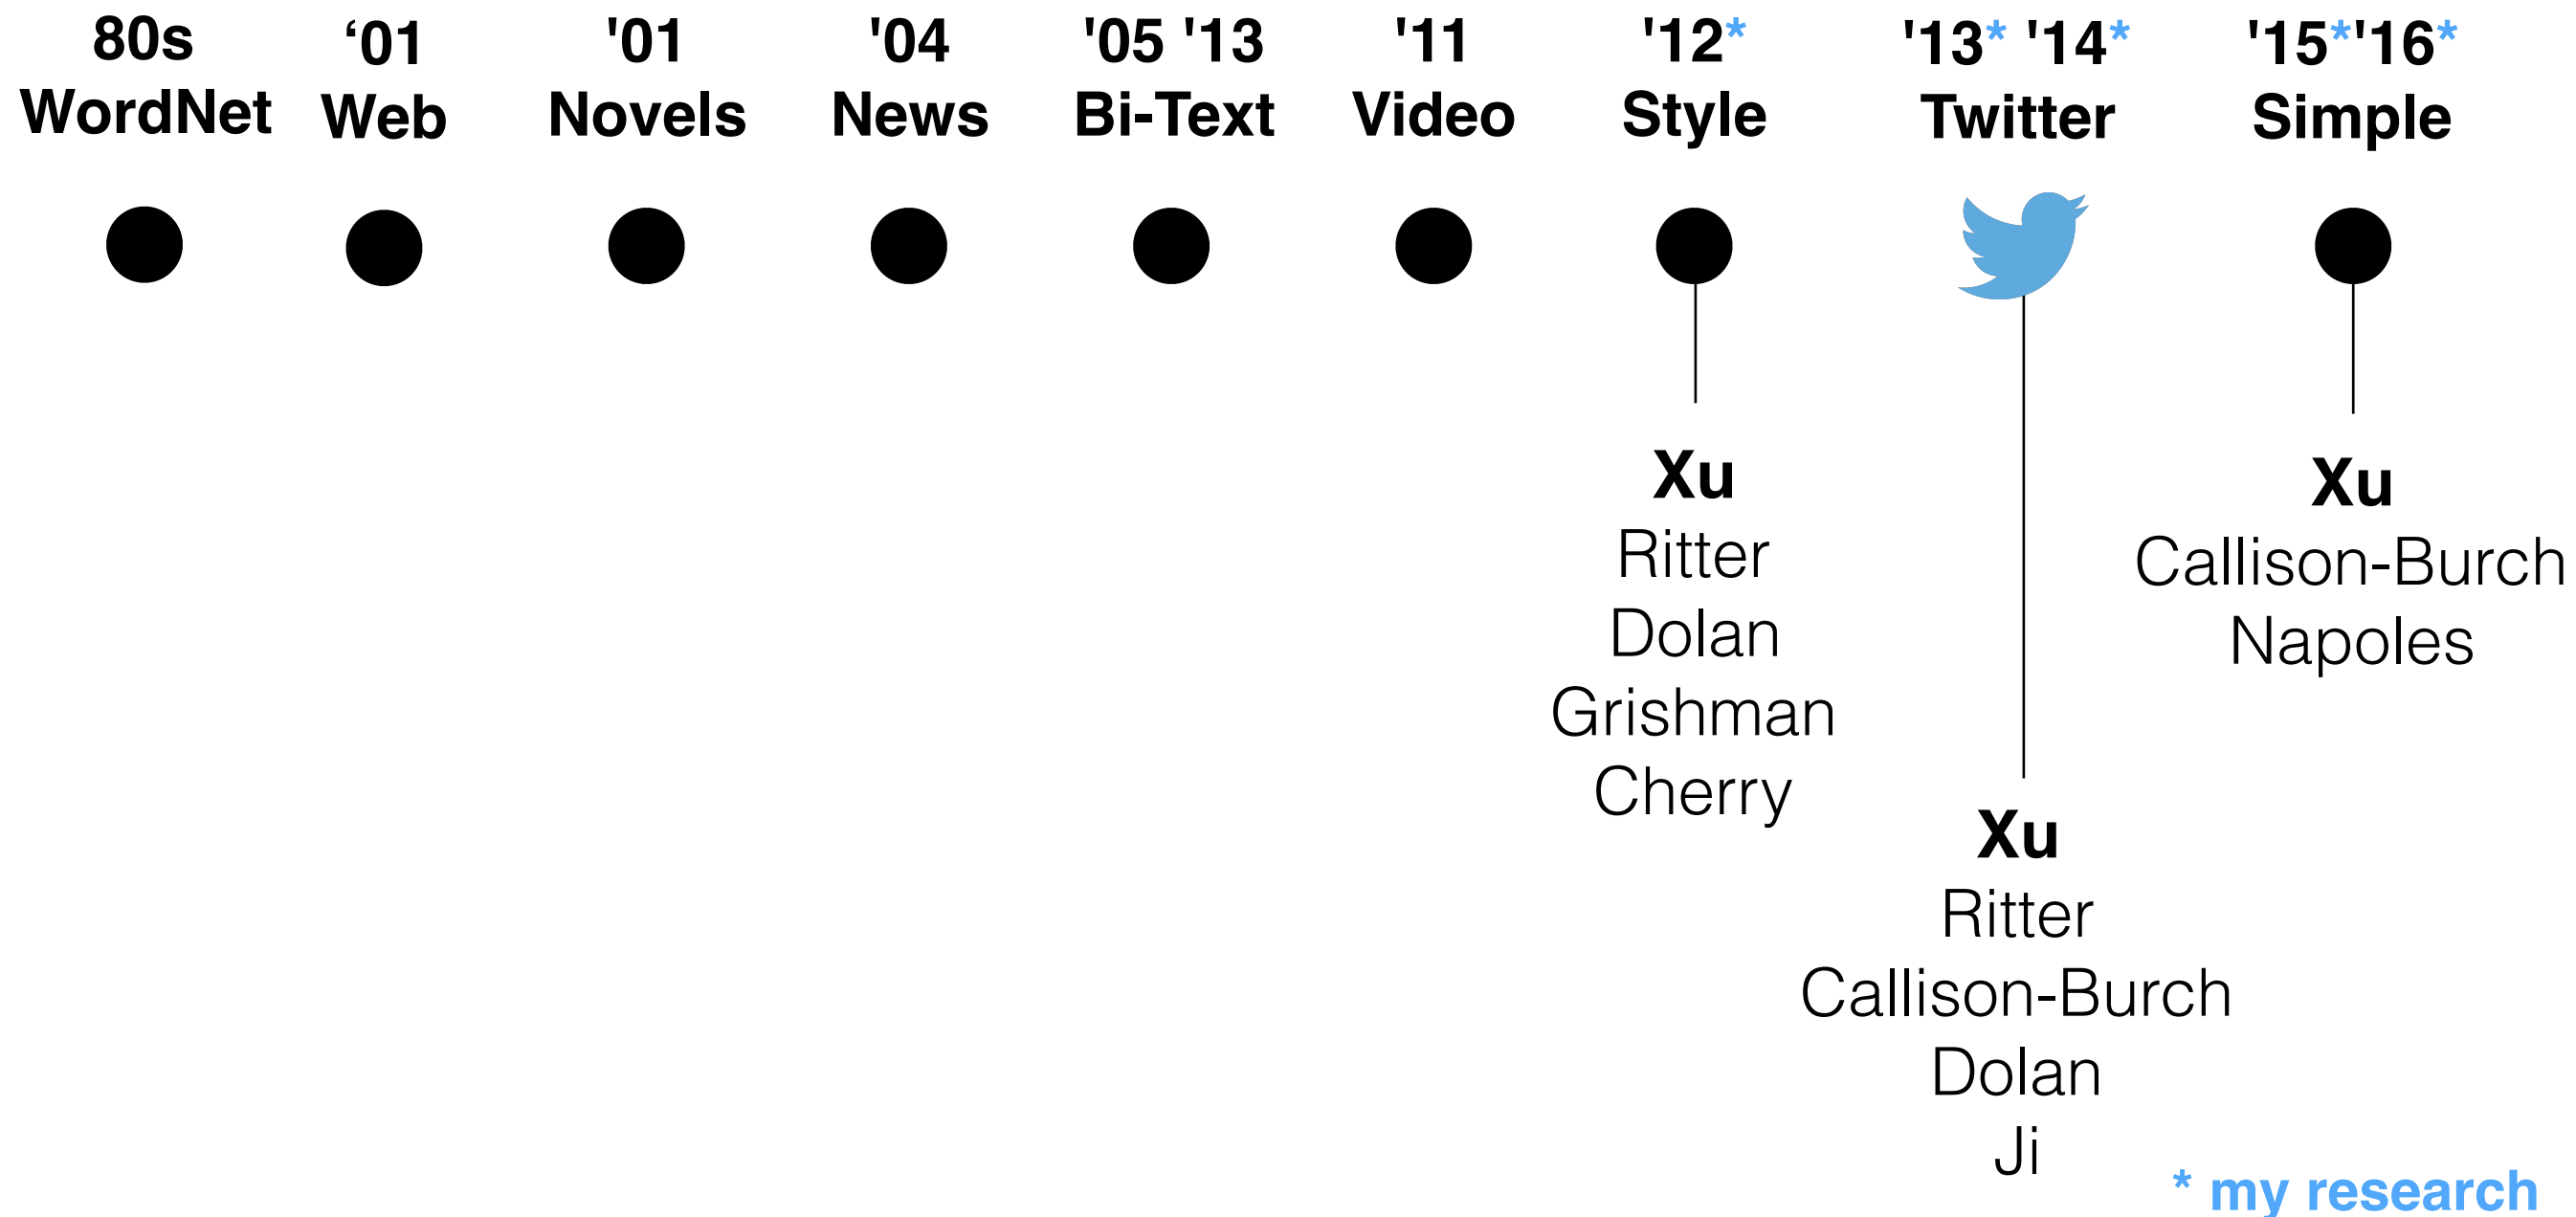 80s
WordNet
‘01
Web
'01
Novels
'04
News
'05 '13
Bi-Text
'11
Video
'12*
Style
'13* '14*
Twitter
'15*'16*
Simple
Xu
Ritter
Dolan
Grishman
Cherry
Xu
Ritter
Callison-Burch
Dolan
Ji
Xu
Callison-Burch
Napoles
* my research